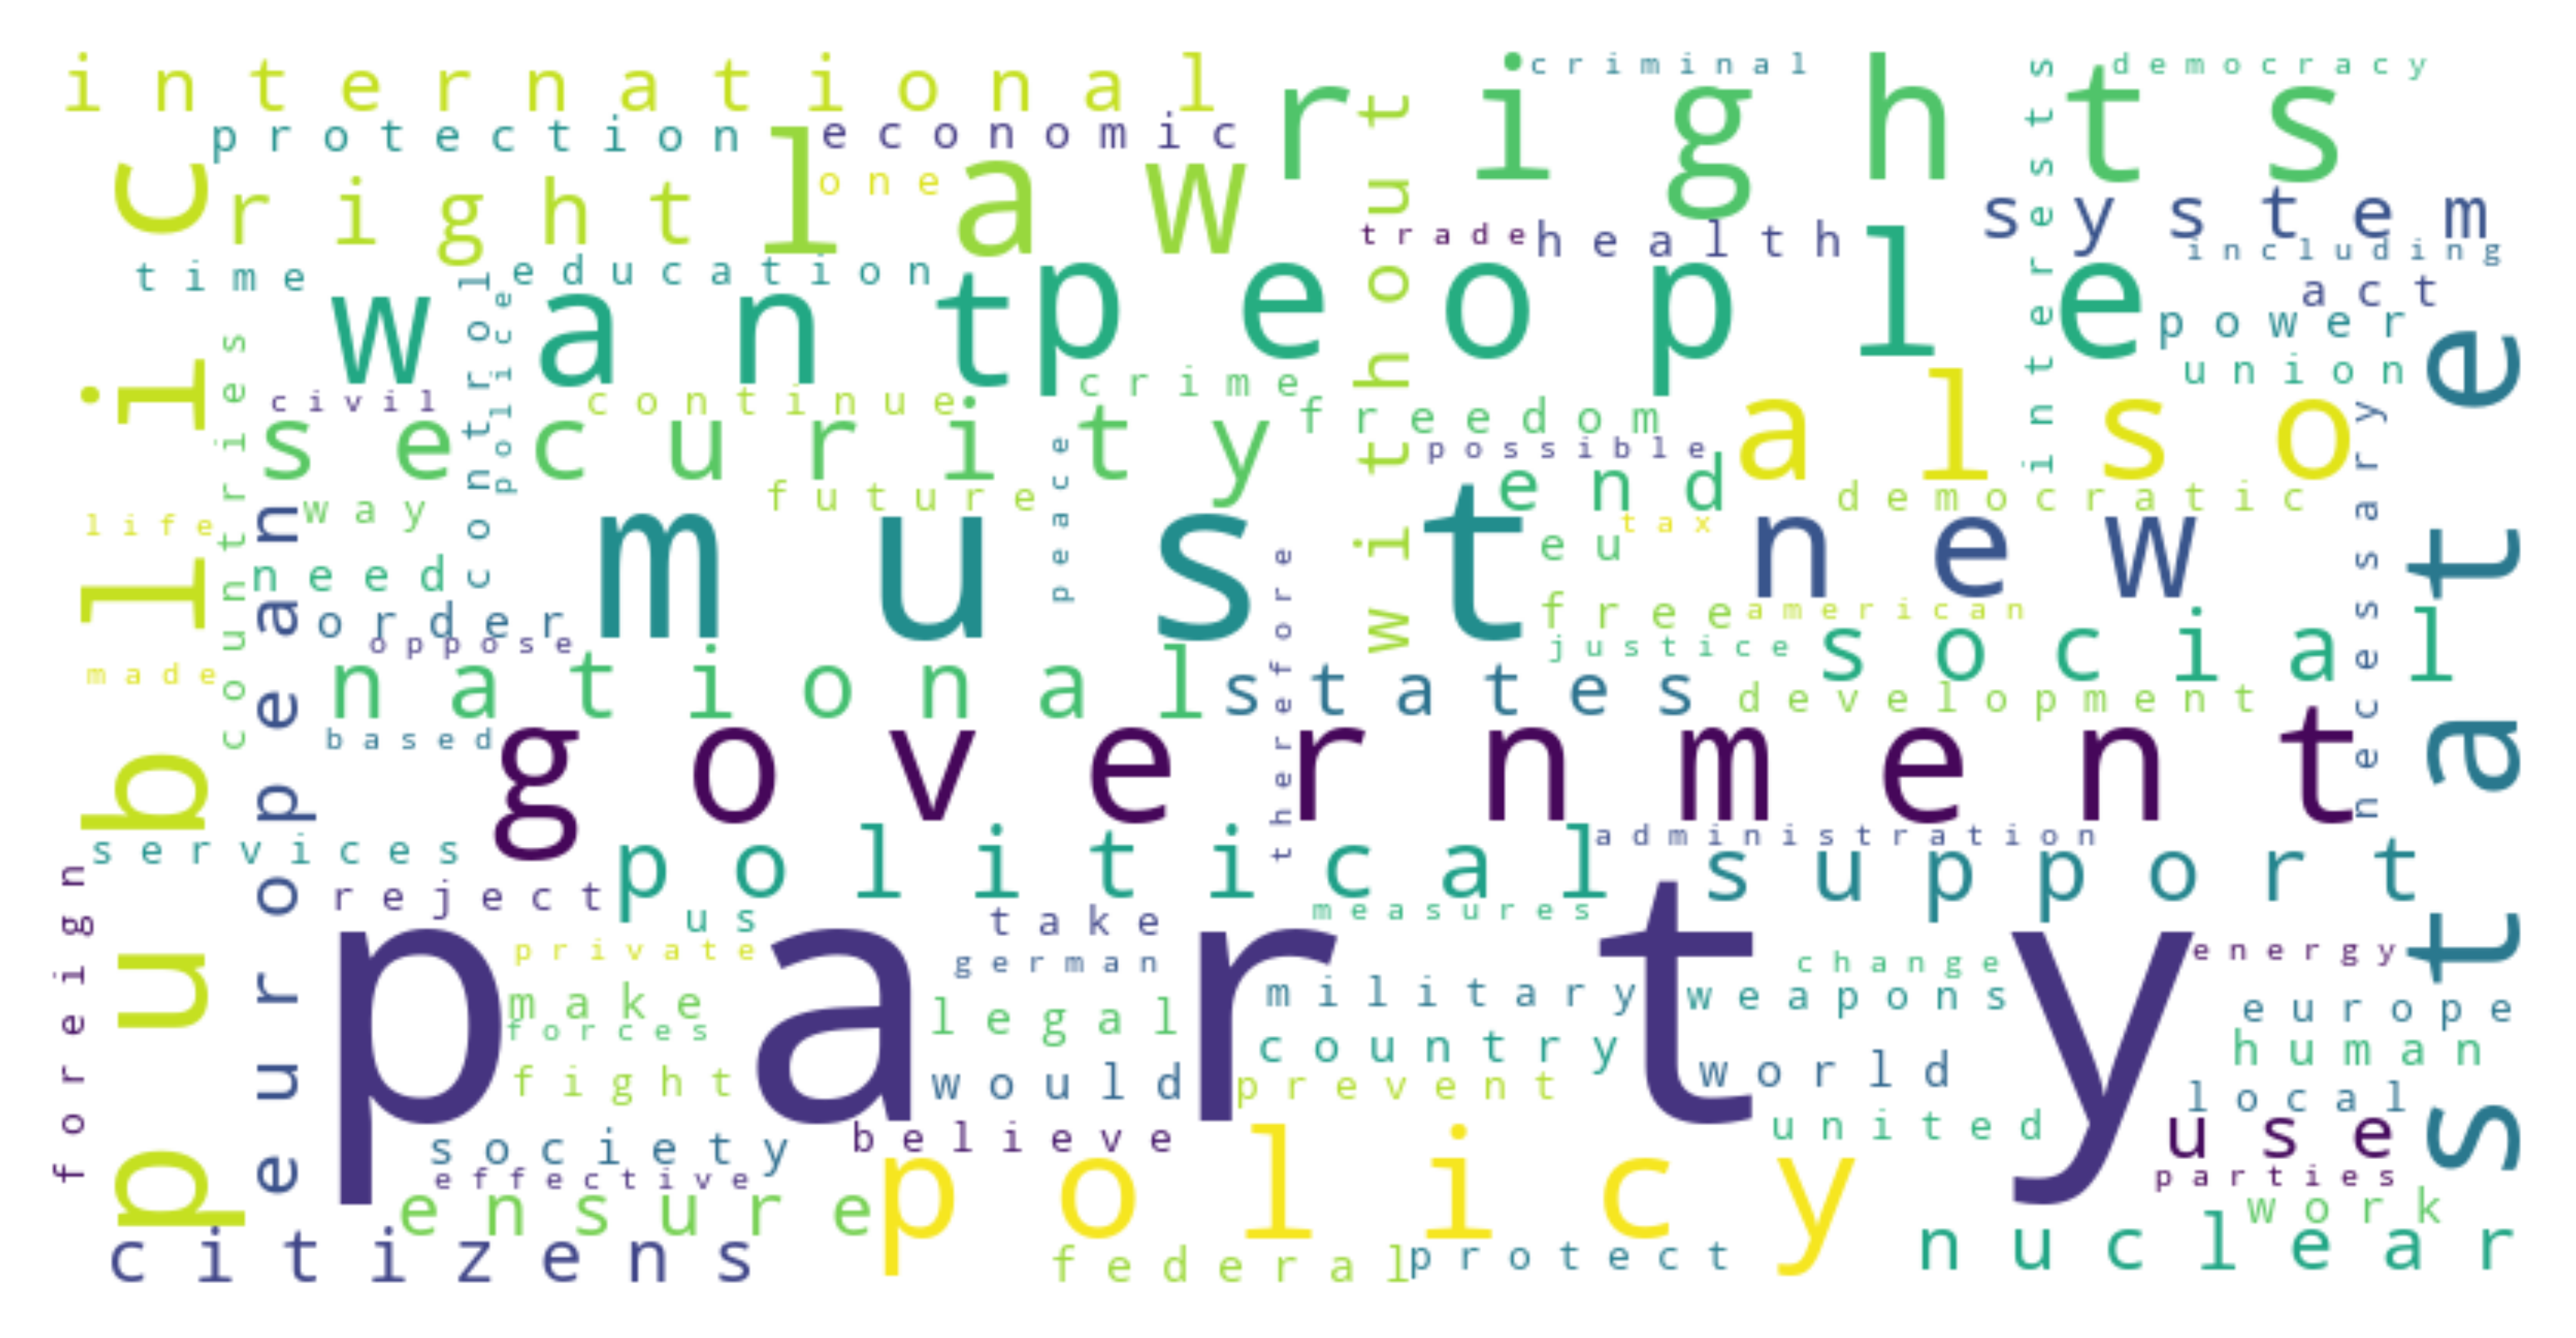 international
criminal
democracy
protection
economic
rights
interests
public
right
law
one
without
system
trade
health
including
time
education
want
people
act
power
control
police
countries
union
state
civil
continue
crime
security
freedom
also
possible
peace
necessary
way
future
end
democratic
life
european
must
tax
new
eu
need
therefore
order
free
american
oppose
justice
social
made
national
states
development
based
government
services
political
administration
support
foreign
reject
us
take
measures
party
private
german
change
energy
make
forces
legal
military
weapons
europe
country
human
fight
would
prevent
world
local
society
believe
united
use
effective
policy
parties
ensure
work
citizens
federal
protect
nuclear